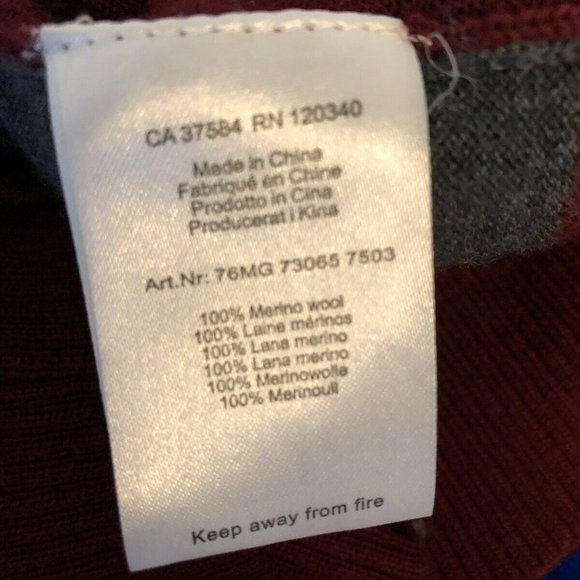 CA 37584 RN 120340
Made in China
Fabriqué en Chine
Prodotto in Cina
Producerat i Kina
Art.Nr: 76MG 73065 7503
100% Merino wool
100% Laine mérinos
100% Lana merino
100% Lana merino
100% Merinowolle
100% Merinoull
Keep away from fire